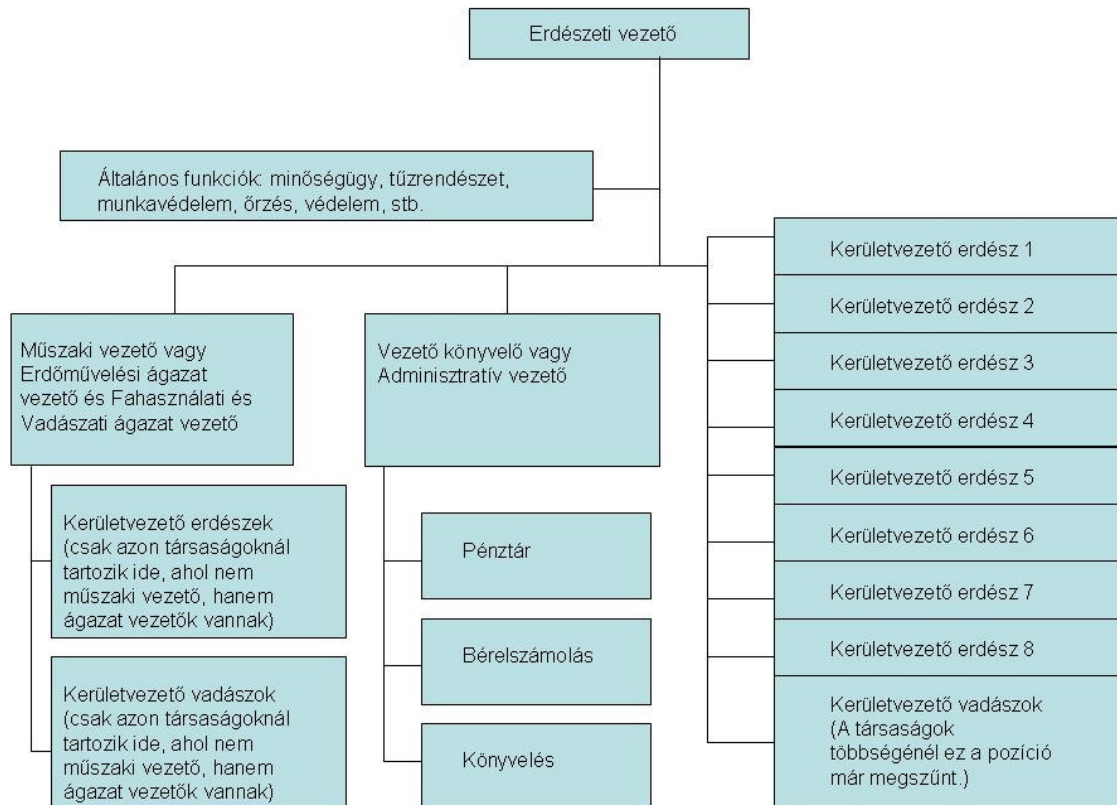 Erdészeti vezető
Általános funkciók: minőségügy, tűzrendészet,
munkavédelem, őrzés, védelem, stb.
Műszaki vezető vagy
Erdőművelési ágazat
vezető és Fahasználati és
Vadászati ágazat vezető
Kerületvezető erdészek
(csak azon társaságoknál
tartozik ide, ahol nem
műszaki vezető, hanem
ágazat vezetők vannak)
Kerületvezető vadászok
(csak azon társaságoknál
tartozik ide, ahol nem
műszaki vezető, hanem
ágazat vezetők vannak)
Vezető könyvelő vagy
Adminisztratív vezető
Pénztár
Bérelszámolás
Könyvelés
Kerületvezető erdész 1
Kerületvezető erdész 2
Kerületvezető erdész 3
Kerületvezető erdész 4
Kerületvezető erdész 5
Kerületvezető erdész 6
Kerületvezető erdész 7
Kerületvezető erdész 8
Kerületvezető vadászok
(A társaságok
többségénél ez a pozíció
már megszűnt.)